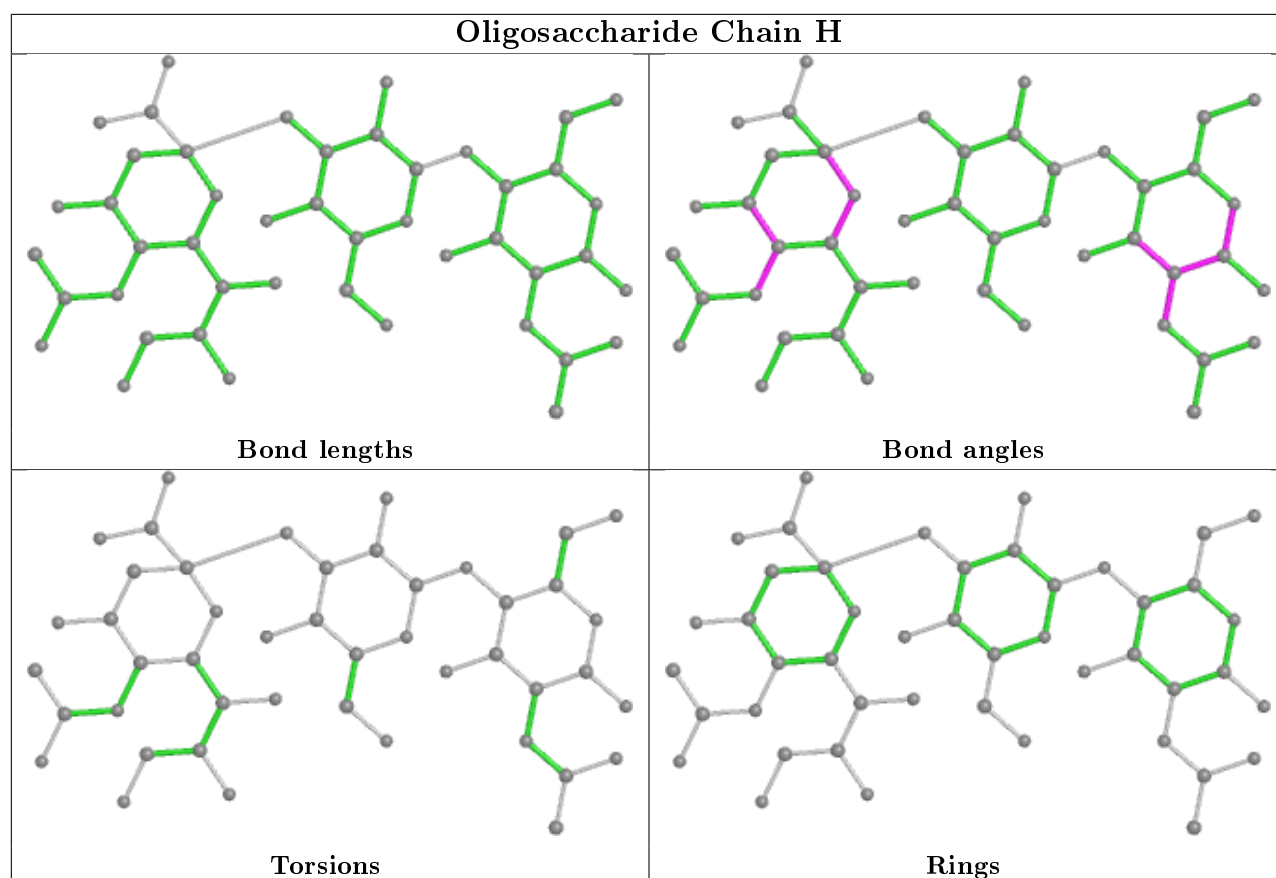 Oligosaccharide Chain H
Bond lengths
Bond angles
Torsions
Rings